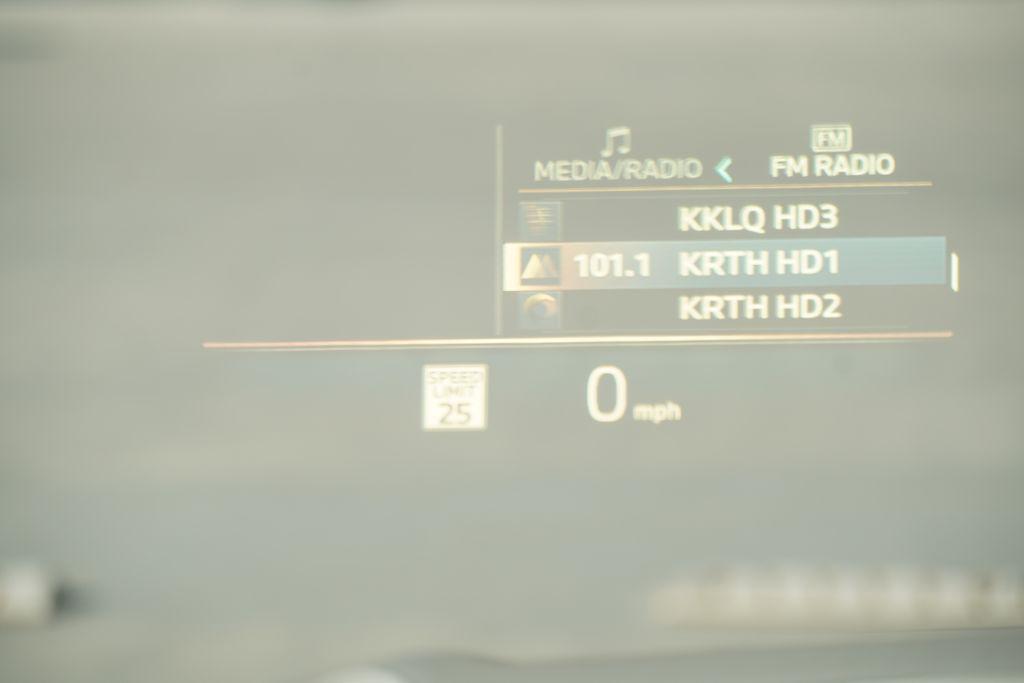 FM
MEDIA/RADIO
FM RADIO
KKLQ HD3
101.1 KRTH HD1
KRTH HD2
SPEED
LIMIT
25
0 mph